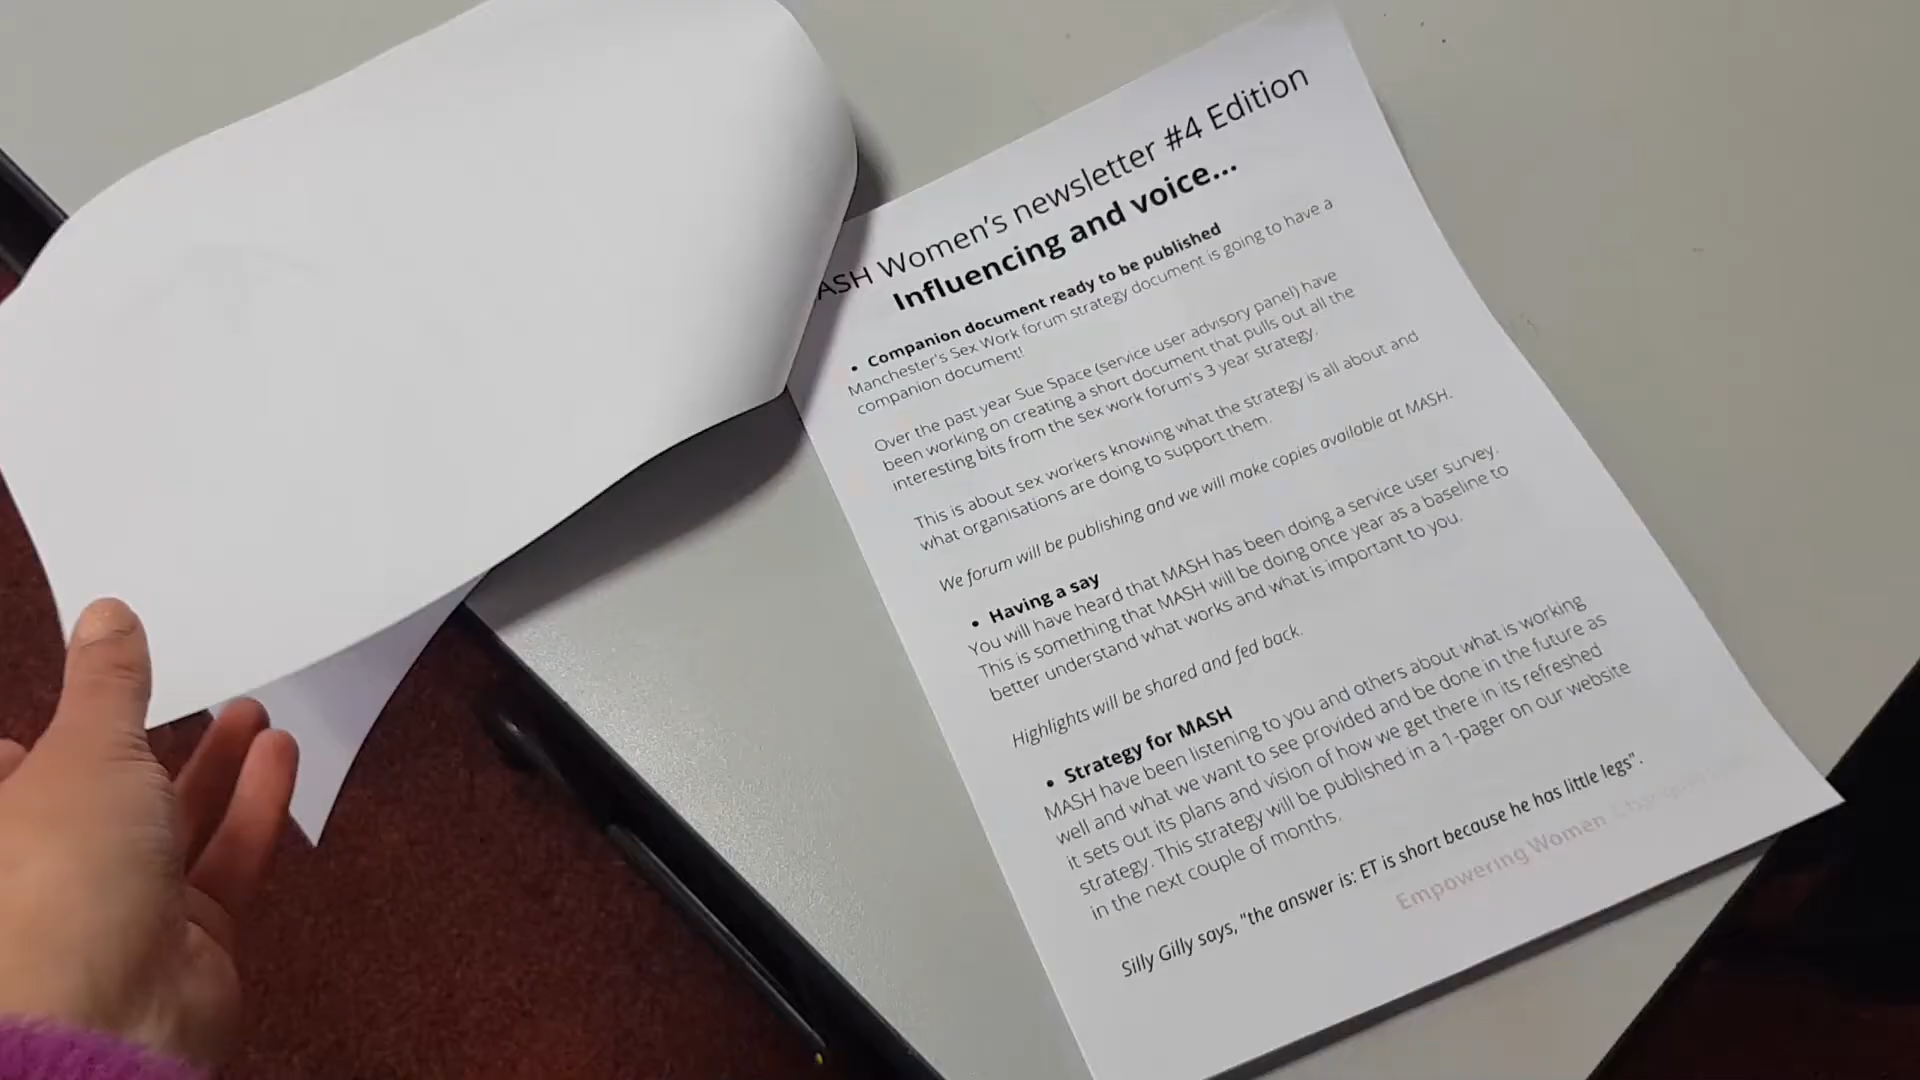 ASH Women's newsletter #4 Edition
Influencing and voice...
• Companion document ready to be published
Manchester's Sex Work forum strategy document is going to have a
companion document!
Over the past year Sue Space (service user advisory panel) have
been working on creating a short document that pulls out all the
interesting bits from the sex work forum's 3 year strategy.
This is about sex workers knowing what the strategy is all about and
what organisations are doing to support them.
We forum will be publishing and we will make copies available at MASH.
• Having a say
You will have heard that MASH has been doing a service user survey.
This is something that MASH will be doing once year as a baseline to
better understand what works and what is important to you.
Highlights will be shared and fed back.
• Strategy for MASH
MASH have been listening to you and others about what is working
well and what we want to see provided and be done in the future as
it sets out its plans and vision of how we get there in its refreshed
strategy. This strategy will be published in a 1-pager on our website
in the next couple of months.
Silly Gilly says, "the answer is: ET is short because he has little legs".
Empowering Women